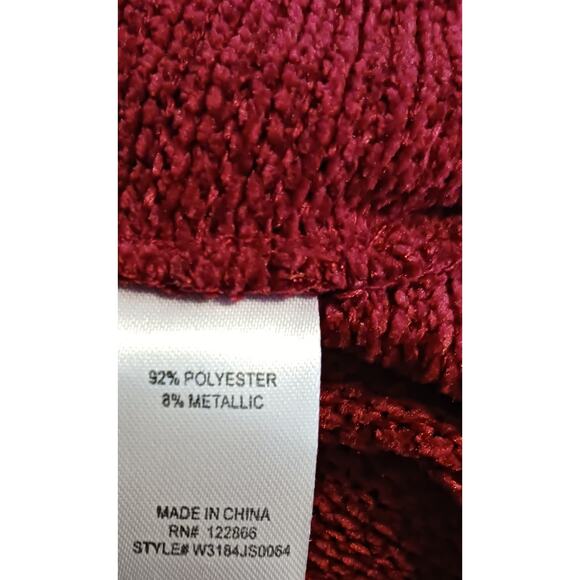 92% POLYESTER
8% METALLIC
MADE IN CHINA
RN# 122866
STYLE# W3184JS0064